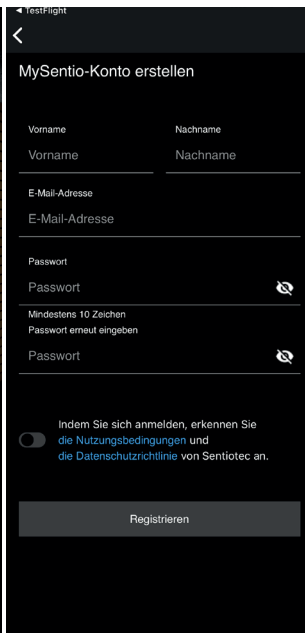 ◄ TestFlight
MySentio-Konto erstellen
Vorname Nachname
Vorname Nachname
E-Mail-Adresse
E-Mail-Adresse
Passwort
Passwort
Mindestens 10 Zeichen
Passwort erneut eingeben
Passwort
Indem Sie sich anmelden, erkennen Sie
die Nutzungsbedingungen und
die Datenschutzrichtlinie von Sentiotec an.
Registrieren